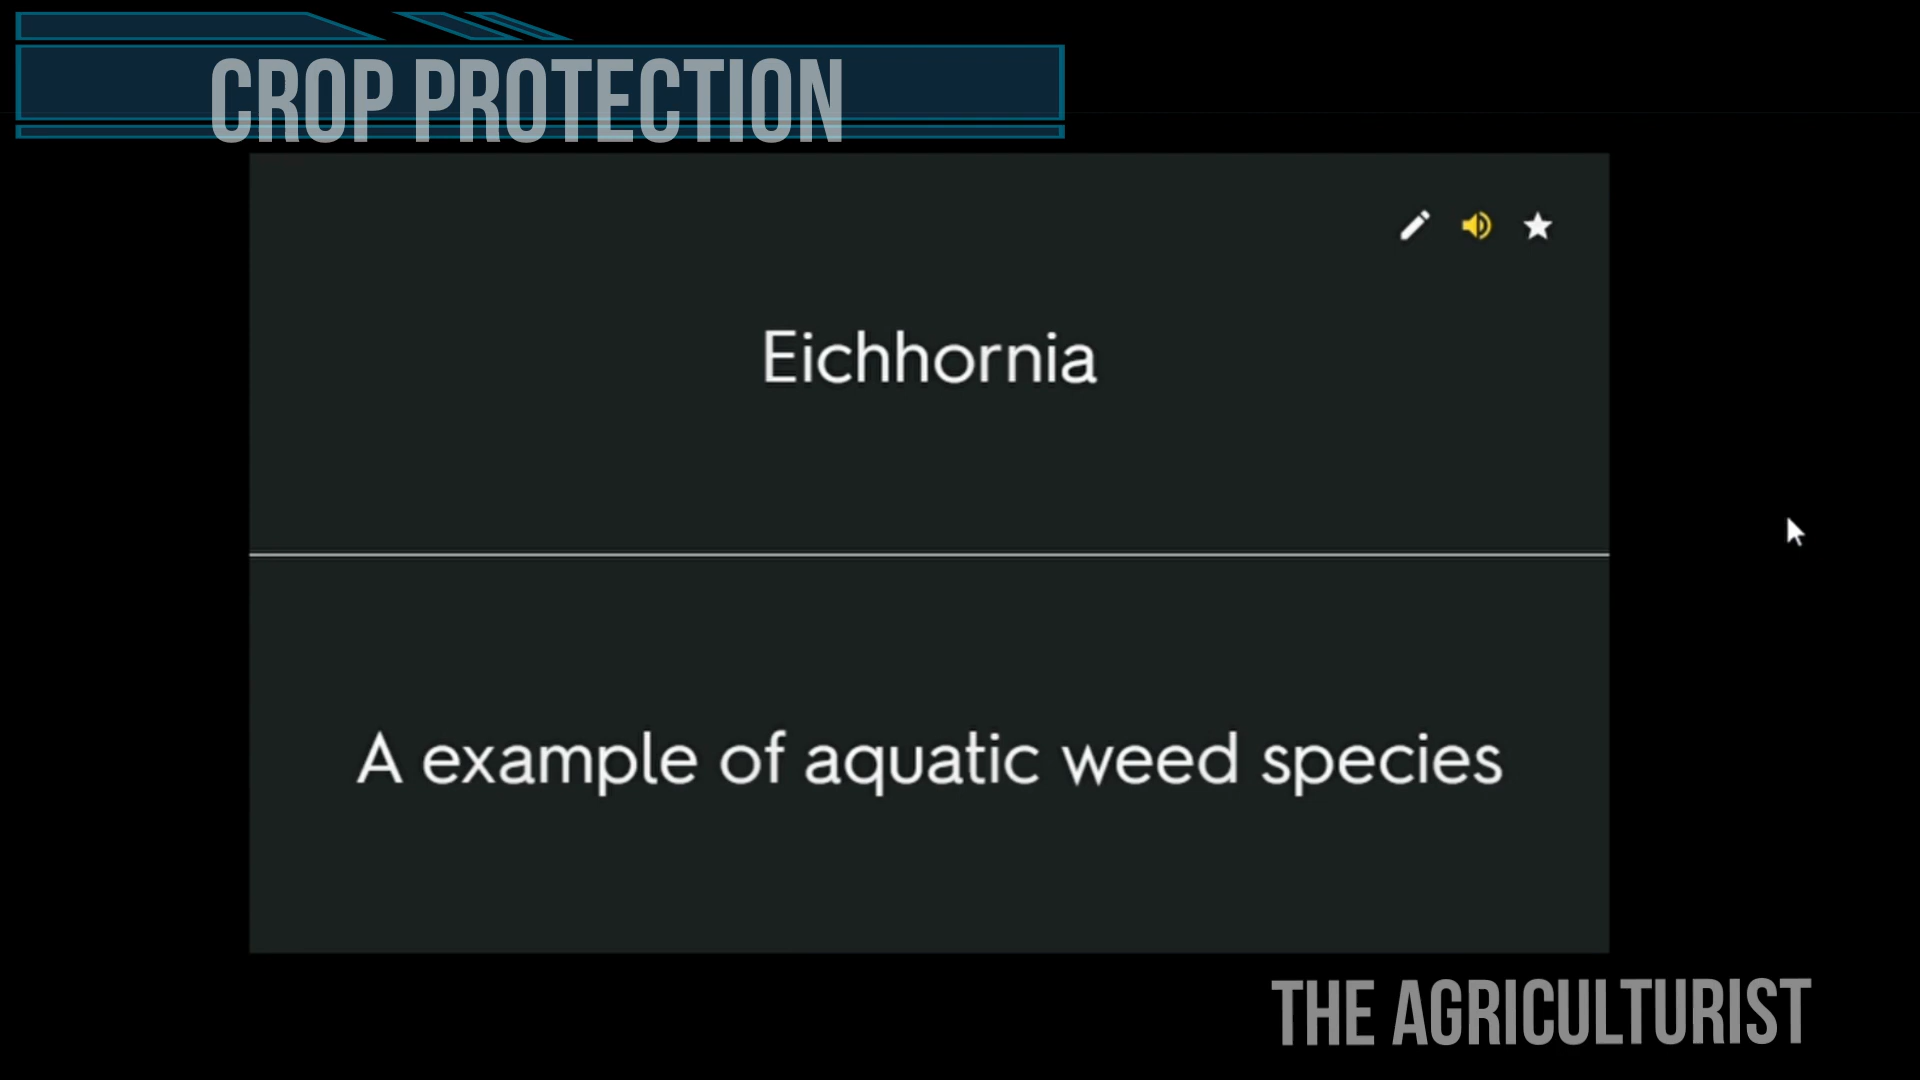 CROP PROTECTION
Eichhornia
A example of aquatic weed species
THE AGRICULTURIST